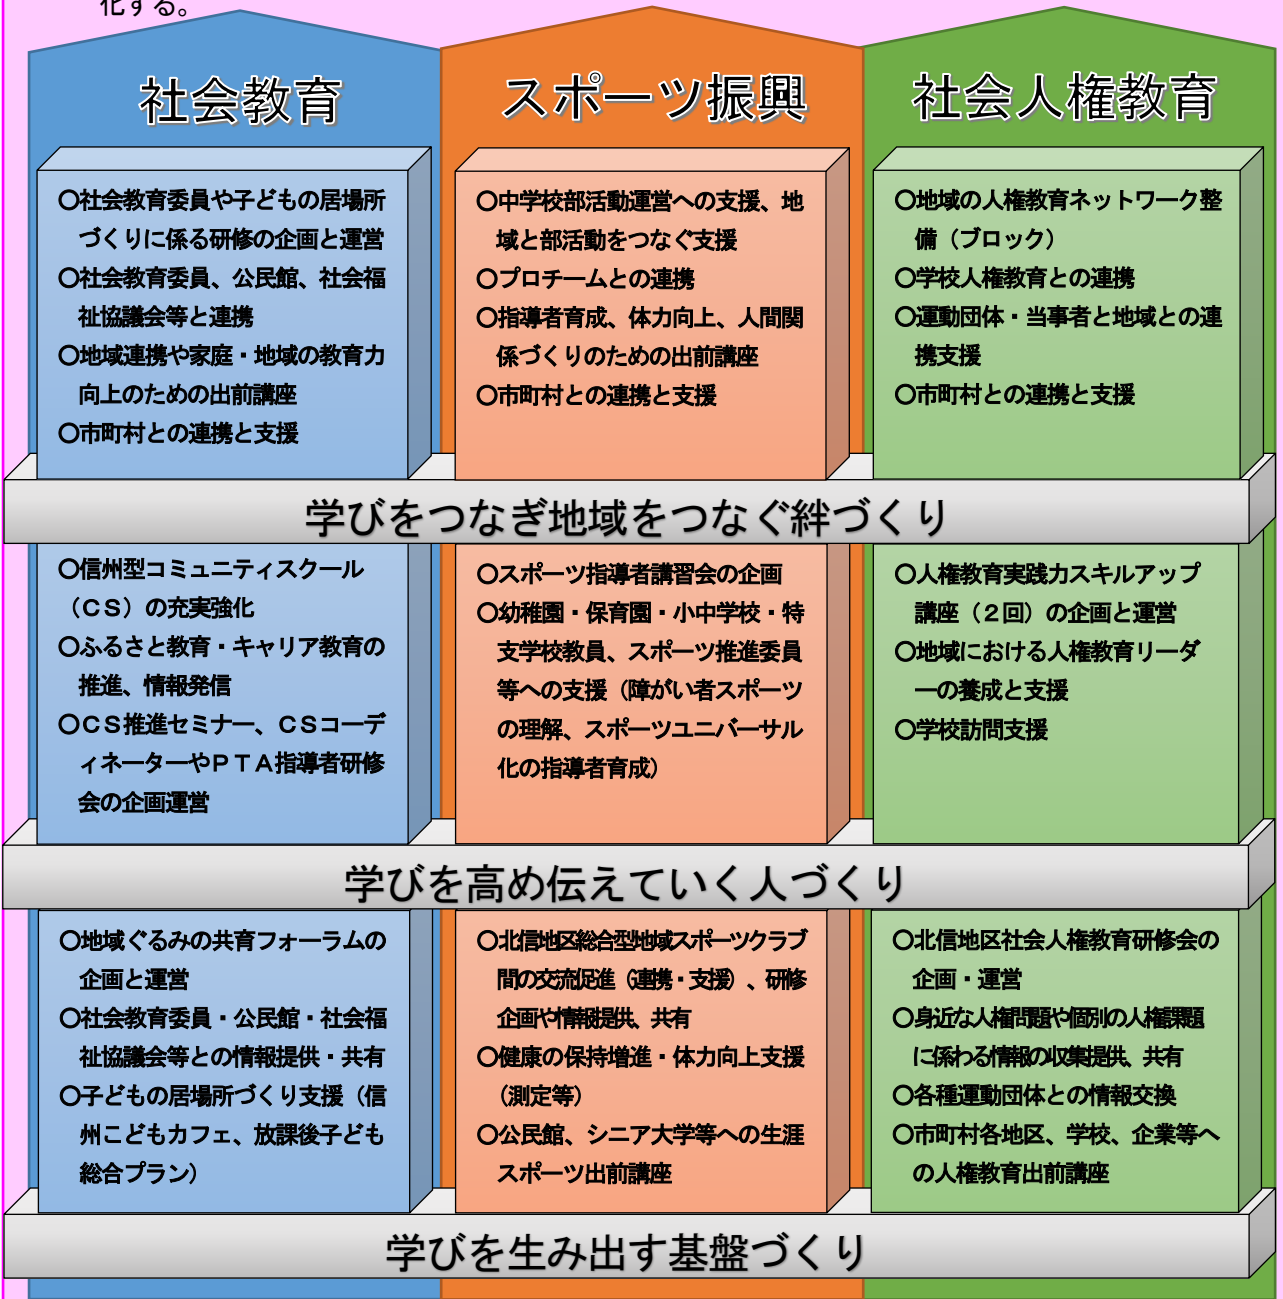 化する。
社会教育
スポーツ振興
社会人権教育
〇社会教育委員や子どもの居場所
づくりに係る研修の企画と運営
〇社会教育委員、公民館、社会福
祉協議会等と連携
〇地域連携や家庭・地域の教育力
向上のための出前講座
〇市町村との連携と支援
〇中学校部活動運営への支援、地
域と部活動をつなぐ支援
〇プロチームとの連携
〇指導者育成、体力向上、人間関
係づくりのための出前講座
〇市町村との連携と支援
〇地域の人権教育ネットワーク整
備（ブロック）
〇学校人権教育との連携
〇運動団体・当事者と地域との連
携支援
〇市町村との連携と支援
学びをつなぎ地域をつなぐ絆づくり
〇信州型コミュニティスクール
（ＣＳ）の充実強化
〇ふるさと教育・キャリア教育の
推進、情報発信
〇ＣＳ推進セミナー、ＣＳコーデ
ィネーターやＰＴＡ指導者研修
会の企画運営
〇スポーツ指導者講習会の企画
〇幼稚園・保育園・小中学校・特
支学校教員、スポーツ推進委員
等への支援（障がい者スポーツ
の理解、スポーツユニバーサル
化の指導者育成）
〇人権教育実践力スキルアップ
講座（２回）の企画と運営
〇地域における人権教育リーダ
ーの養成と支援
〇学校訪問支援
学びを高め伝えていく人づくり
〇地域ぐるみの共育フォーラムの
企画と運営
〇社会教育委員・公民館・社会福
祉協議会等との情報提供・共有
〇子どもの居場所づくり支援（信
州こどもカフェ、放課後子ども
総合プラン）
〇北信地区総合型地域スポーツクラブ
間の交流促進（連携・支援）、研修
企画や情報提供、共有
〇健康の保持増進・体力向上支援
（測定等）
〇公民館、シニア大学等への生涯
スポーツ出前講座
〇北信地区社会人権教育研修会の
企画・運営
〇身近な人権問題や個別の人権課題
に係わる情報の収集提供、共有
〇各種運動団体との情報交換
〇市町村各地区、学校、企業等へ
の人権教育出前講座
学びを生み出す基盤づくり